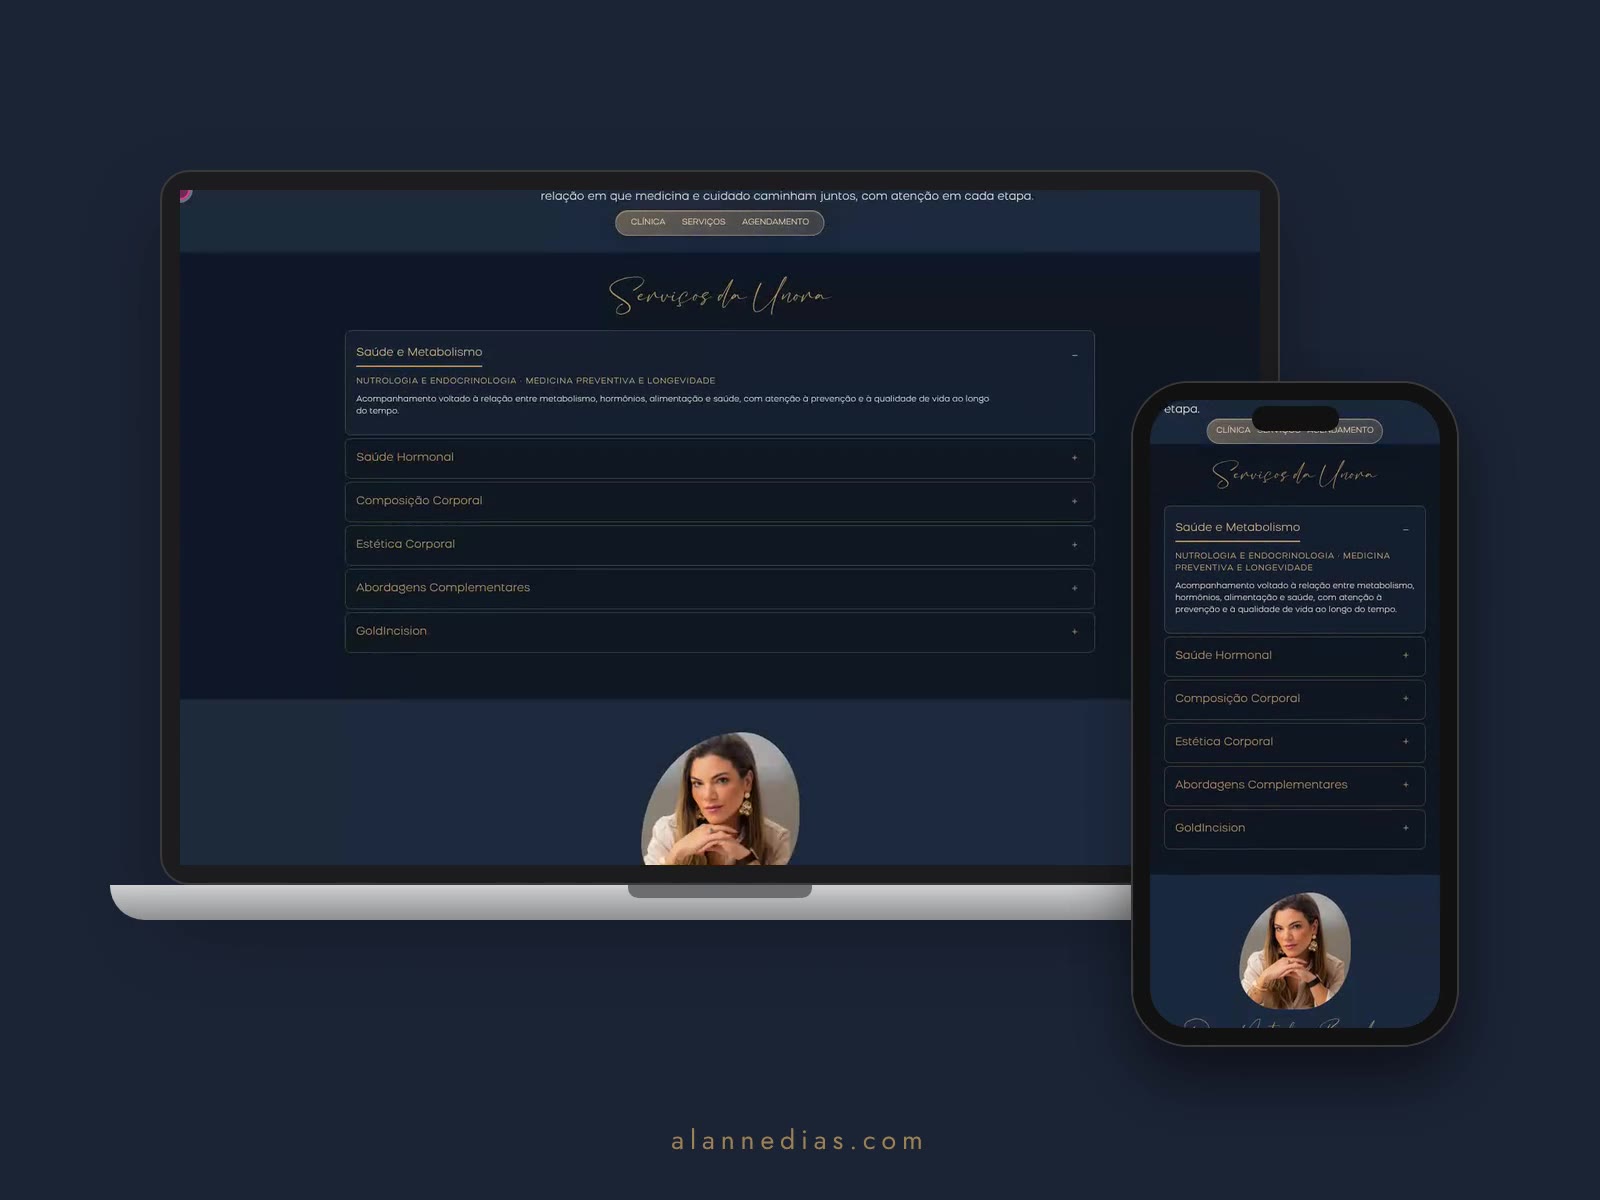 relação em que medicina e cuidado caminham juntos, com atenção em cada etapa.
CLÍNICA SERVIÇOS AGENDAMENTO
Serviços da Unora
Saúde e Metabolismo –
NUTROLOGIA E ENDOCRINOLOGIA · MEDICINA PREVENTIVA E LONGEVIDADE
Acompanhamento voltado à relação entre metabolismo, hormônios, alimentação e saúde, com atenção à prevenção e à qualidade de vida ao longo
do tempo.
Saúde Hormonal +
Composição Corporal +
Estética Corporal +
Abordagens Complementares +
GoldIncision +
etapa.
CLÍNICA SERVIÇOS AGENDAMENTO
Serviços da Unora
Saúde e Metabolismo –
NUTROLOGIA E ENDOCRINOLOGIA · MEDICINA
PREVENTIVA E LONGEVIDADE
Acompanhamento voltado à relação entre metabolismo,
hormônios, alimentação e saúde, com atenção à
prevenção e à qualidade de vida ao longo do tempo.
Saúde Hormonal +
Composição Corporal +
Estética Corporal +
Abordagens Complementares +
GoldIncision +
alannedias.com